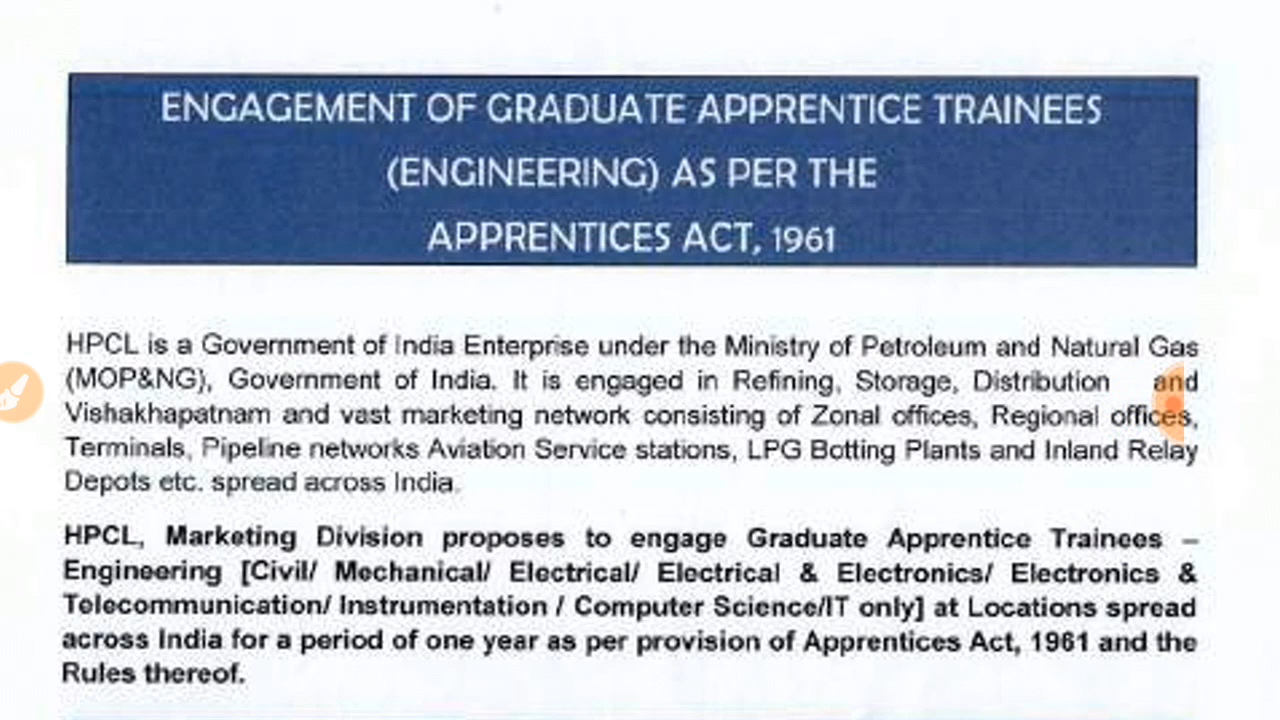 ENGAGEMENT OF GRADUATE APPRENTICE TRAINEES
(ENGINEERING) AS PER THE
APPRENTICES ACT, 1961
HPCL is a Government of India Enterprise under the Ministry of Petroleum and Natural Gas
(MOP&NG), Government of India. It is engaged in Refining, Storage, Distribution and
Vishakhapatnam and vast marketing network consisting of Zonal offices, Regional offices,
Terminals, Pipeline networks Aviation Service stations, LPG Botting Plants and Inland Relay
Depots etc. spread across India.
HPCL, Marketing Division proposes to engage Graduate Apprentice Trainees –
Engineering [Civil/ Mechanical/ Electrical/ Electrical & Electronics/ Electronics &
Telecommunication/ Instrumentation / Computer Science/IT only] at Locations spread
across India for a period of one year as per provision of Apprentices Act, 1961 and the
Rules thereof.